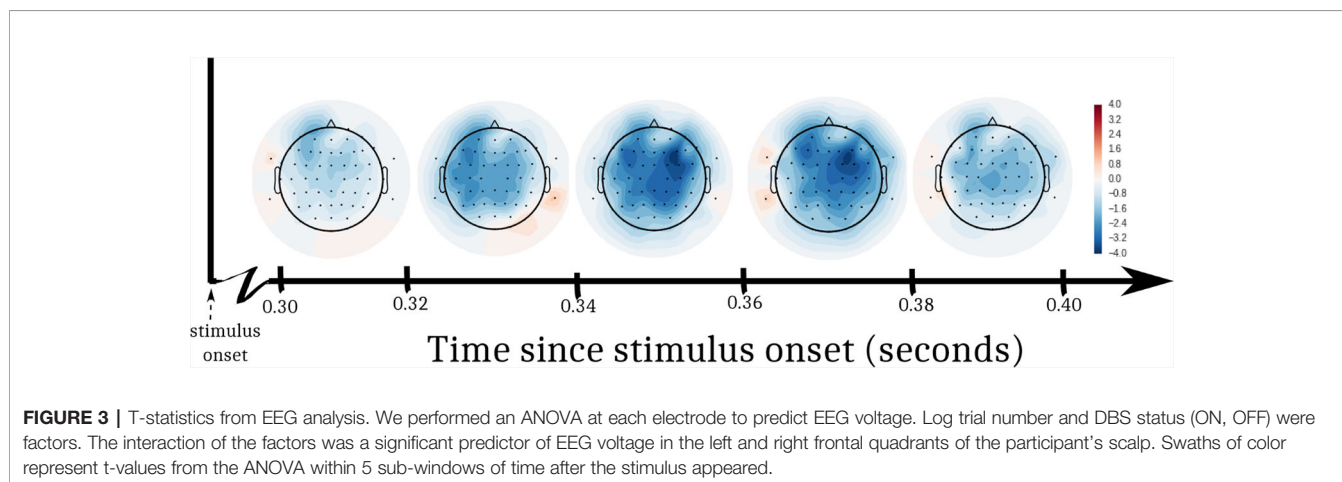 4.0
3.2
2.4
1.6
0.8
0.0
−0.8
−1.6
−2.4
−3.2
−4.0
0.30 0.32 0.34 0.36 0.38 0.40
stimulus
onset
Time since stimulus onset (seconds)
FIGURE 3 | T-statistics from EEG analysis. We performed an ANOVA at each electrode to predict EEG voltage. Log trial number and DBS status (ON, OFF) were
factors. The interaction of the factors was a significant predictor of EEG voltage in the left and right frontal quadrants of the participant’s scalp. Swaths of color
represent t-values from the ANOVA within 5 sub-windows of time after the stimulus appeared.